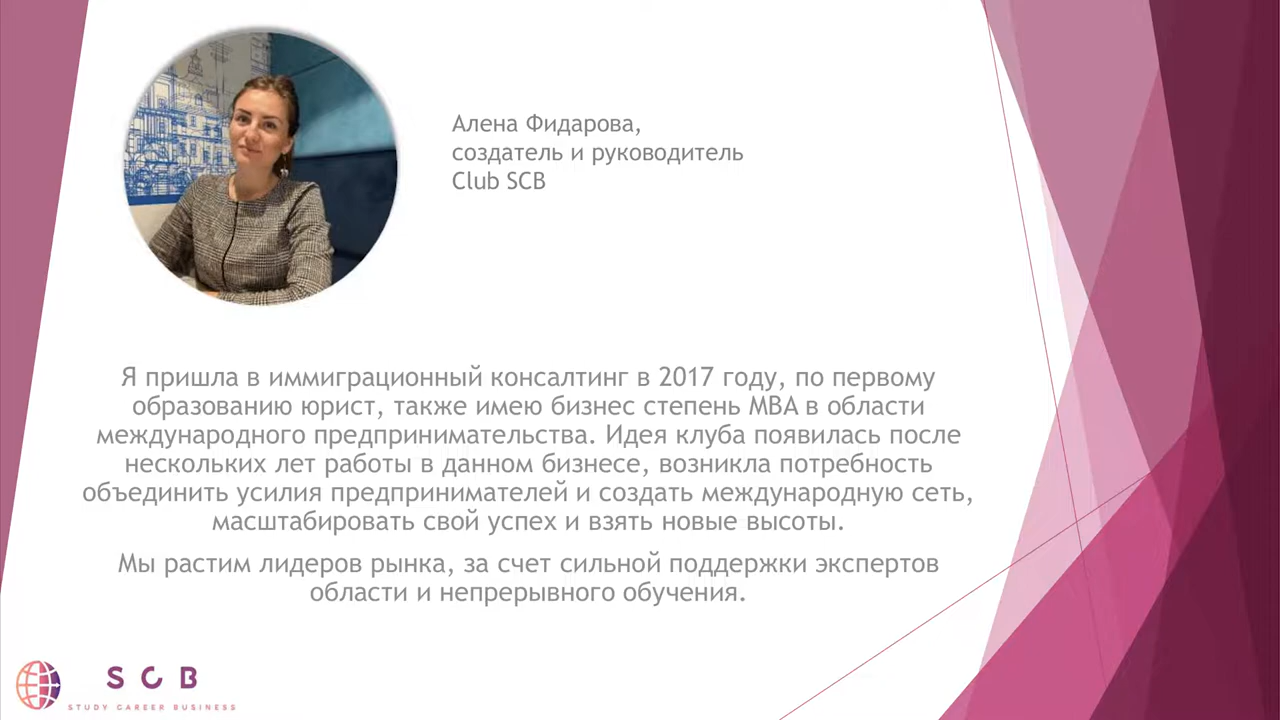 Алена Фидарова,
создатель и руководитель
Club SCB
Я пришла в иммиграционный консалтинг в 2017 году, по первому
образованию юрист, также имею бизнес степень MBA в области
международного предпринимательства. Идея клуба появилась после
нескольких лет работы в данном бизнесе, возникла потребность
объединить усилия предпринимателей и создать международную сеть,
масштабировать свой успех и взять новые высоты.
Мы растим лидеров рынка, за счет сильной поддержки экспертов
области и непрерывного обучения.
SCB
STUDY CAREER BUSINESS